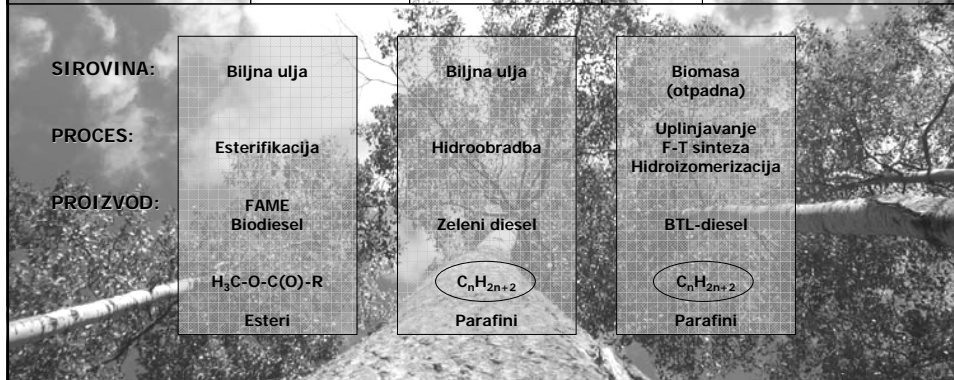 SIROVINA:
Biljna ulja
Biljna ulja
Biomasa
(otpadna)
PROCES:
Esterifikacija
Hidroobradba
Uplinjavanje
F-T sinteza
Hidroizomerizacija
PROIZVOD:
FAME
Biodiesel
Zeleni diesel
BTL-diesel
H₃C-O-C(O)-R
CₙH₂ₙ₊₂
CₙH₂ₙ₊₂
Esteri
Parafini
Parafini